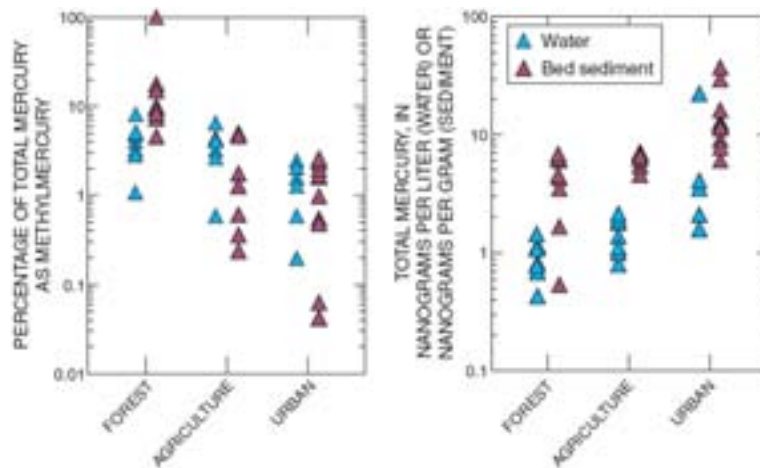 PERCENTAGE OF TOTAL MERCURY
AS METHYLMERCURY
100
10
1
0.1
0.01
FOREST
AGRICULTURE
URBAN
TOTAL MERCURY, IN
NANOGRAMS PER LITER (WATER) OR
NANOGRAMS PER GRAM (SEDIMENT)
100
10
1
0.1
Water
Bed sediment
FOREST
AGRICULTURE
URBAN